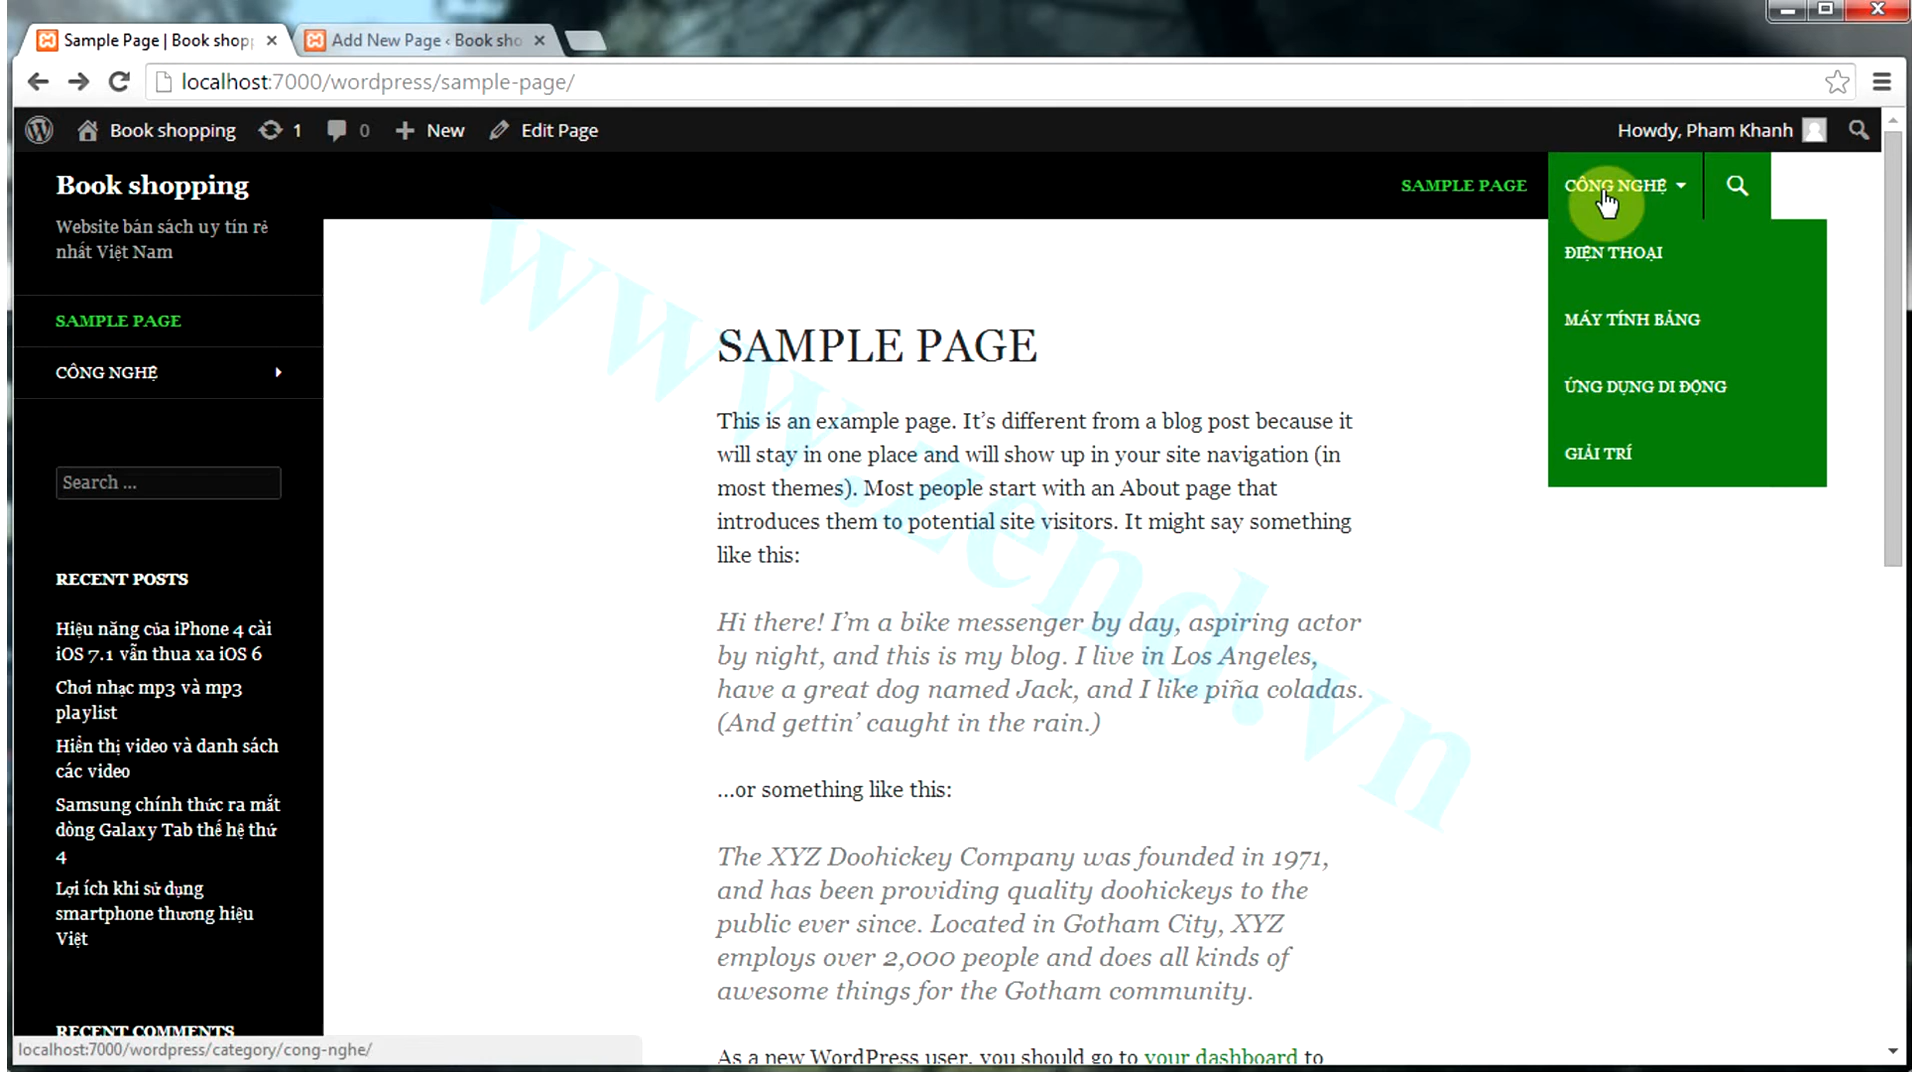 Sample Page | Book shopp
Add New Page ‹ Book sho
localhost:7000/wordpress/sample-page/
Book shopping
1
0
New
Edit Page
Howdy, Pham Khanh
Book shopping
Website bán sách uy tín rẻ
nhất Việt Nam
SAMPLE PAGE
CÔNG NGHỆ
ĐIỆN THOẠI
MÁY TÍNH BẢNG
ỨNG DỤNG DI ĐỘNG
GIẢI TRÍ
SAMPLE PAGE
CÔNG NGHỆ
Search ...
RECENT POSTS
Hiệu năng của iPhone 4 cài
iOS 7.1 vẫn thua xa iOS 6
Chơi nhạc mp3 và mp3
playlist
Hiển thị video và danh sách
các video
Samsung chính thức ra mắt
dòng Galaxy Tab thế hệ thứ
4
Lợi ích khi sử dụng
smartphone thương hiệu
Việt
RECENT COMMENTS
SAMPLE PAGE
This is an example page. It’s different from a blog post because it
will stay in one place and will show up in your site navigation (in
most themes). Most people start with an About page that
introduces them to potential site visitors. It might say something
like this:
Hi there! I’m a bike messenger by day, aspiring actor
by night, and this is my blog. I live in Los Angeles,
have a great dog named Jack, and I like piña coladas.
(And gettin’ caught in the rain.)
…or something like this:
The XYZ Doohickey Company was founded in 1971,
and has been providing quality doohickeys to the
public ever since. Located in Gotham City, XYZ
employs over 2,000 people and does all kinds of
awesome things for the Gotham community.
As a new WordPress user, you should go to your dashboard to
www.zend.vn
localhost:7000/wordpress/category/cong-nghe/